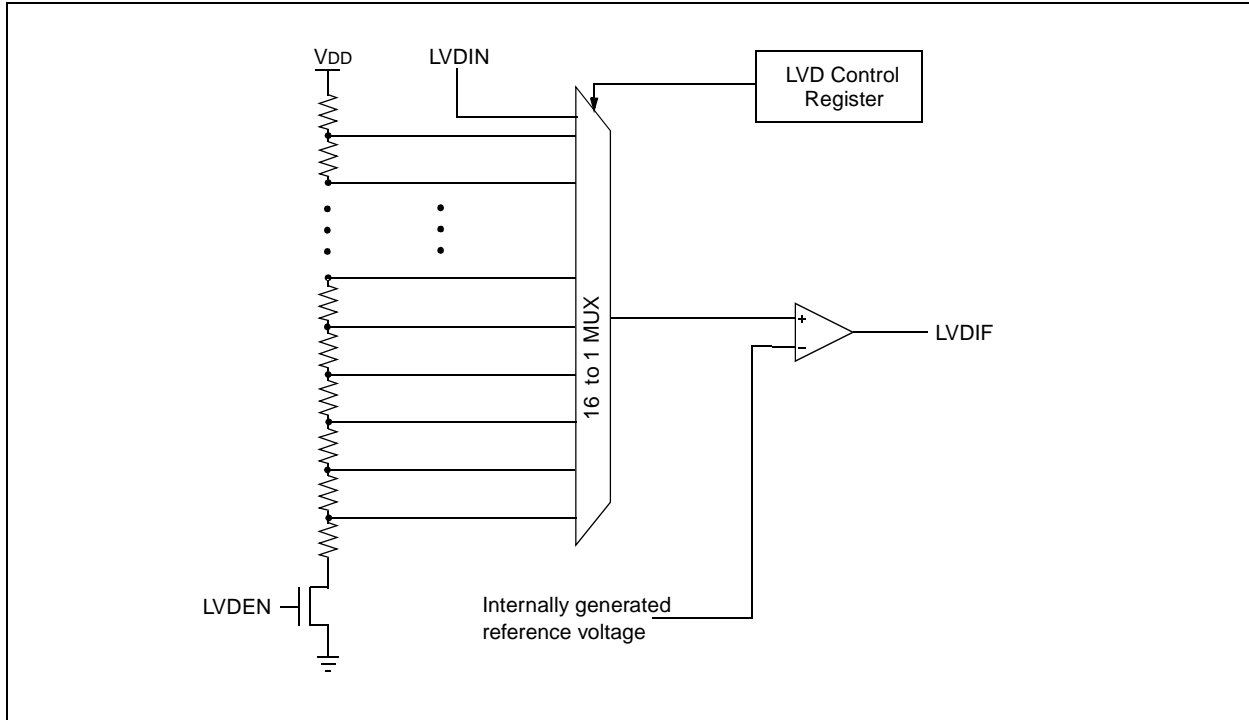 VDD
LVDIN
LVD Control
Register
16 to 1 MUX
+
−
LVDIF
LVDEN
Internally generated
reference voltage